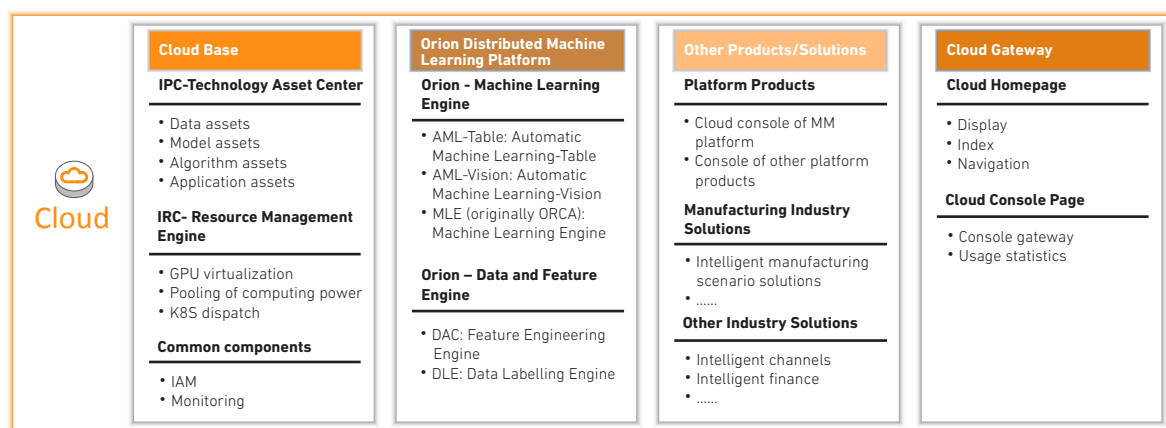 Cloud
Cloud Base
IPC-Technology Asset Center
• Data assets
• Model assets
• Algorithm assets
• Application assets
IRC- Resource Management
Engine
• GPU virtualization
• Pooling of computing power
• K8S dispatch
Common components
• IAM
• Monitoring
Orion Distributed Machine
Learning Platform
Orion - Machine Learning
Engine
• AML-Table: Automatic
Machine Learning-Table
• AML-Vision: Automatic
Machine Learning-Vision
• MLE (originally ORCA):
Machine Learning Engine
Orion – Data and Feature
Engine
• DAC: Feature Engineering
Engine
• DLE: Data Labelling Engine
Other Products/Solutions
Platform Products
• Cloud console of MM
platform
• Console of other platform
products
Manufacturing Industry
Solutions
• Intelligent manufacturing
scenario solutions
• ......
Other Industry Solutions
• Intelligent channels
• Intelligent finance
• ......
Cloud Gateway
Cloud Homepage
• Display
• Index
• Navigation
Cloud Console Page
• Console gateway
• Usage statistics